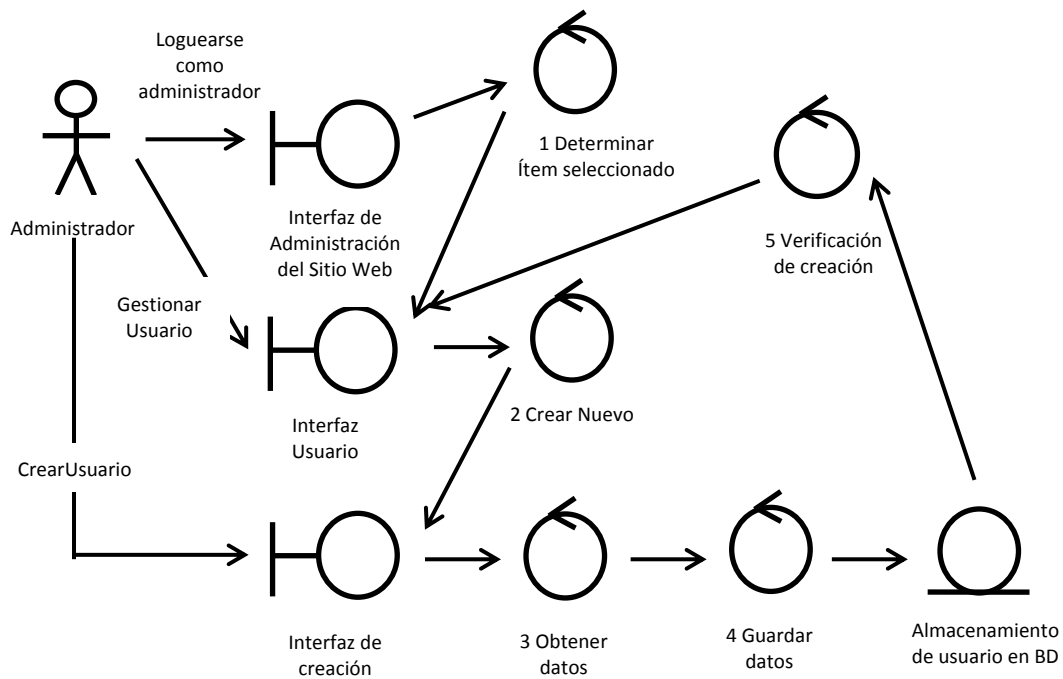 Loguearse
como
administrador
1 Determinar
Ítem seleccionado
Administrador
Interfaz de
Administración
del Sitio Web
5 Verificación
de creación
Gestionar
Usuario
Interfaz
Usuario
2 Crear Nuevo
CrearUsuario
Interfaz de
creación
3 Obtener
datos
4 Guardar
datos
Almacenamiento
de usuario en BD